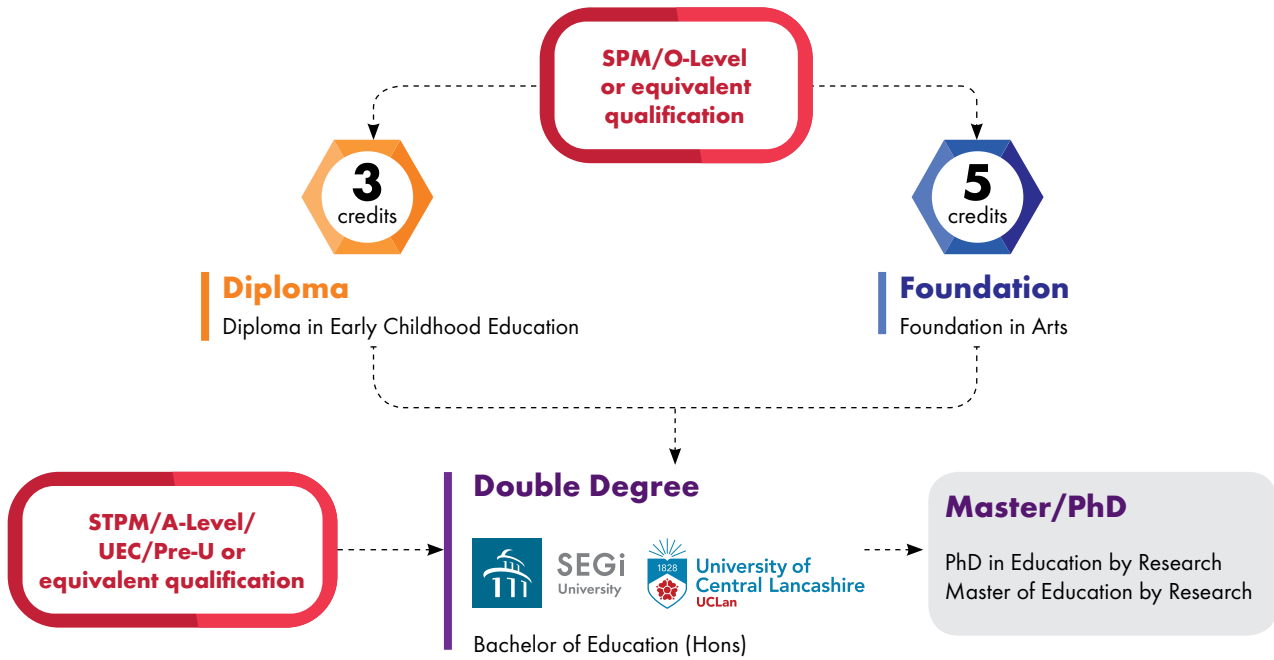 SPM/O-Level
or equivalent
qualification
3
credits
5
credits
Diploma
Diploma in Early Childhood Education
Foundation
Foundation in Arts
STPM/A-Level/
UEC/Pre-U or
equivalent qualification
Double Degree
SEGi
University
1828
University of
Central Lancashire
UCLan
Bachelor of Education (Hons)
Master/PhD
PhD in Education by Research
Master of Education by Research